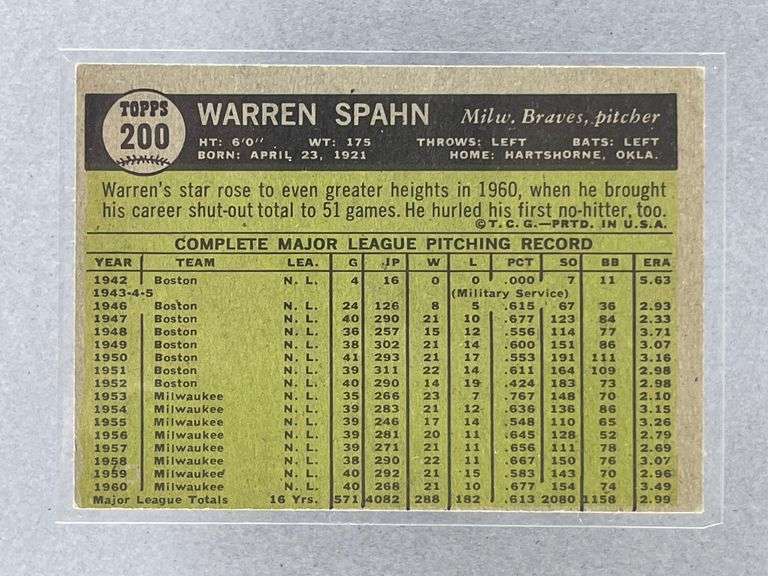 TOPPS
200
WARREN SPAHN Milw. Braves, pitcher
HT: 6'0" WT: 175 THROWS: LEFT BATS: LEFT
BORN: APRIL 23, 1921 HOME: HARTSHORNE, OKLA.
Warren's star rose to even greater heights in 1960, when he brought
his career shut-out total to 51 games. He hurled his first no-hitter, too.
© T. C. G.—PRTD. IN U.S.A.
COMPLETE MAJOR LEAGUE PITCHING RECORD
YEAR TEAM LEA. G IP W L PCT SO BB ERA
1942 Boston N. L. 4 16 0 0 .000 7 11 5.63
1943-4-5 (Military Service)
1946 Boston N. L. 24 126 8 5 .615 67 36 2.93
1947 Boston N. L. 40 290 21 10 .677 123 84 2.33
1948 Boston N. L. 36 257 15 12 .556 114 77 3.71
1949 Boston N. L. 38 302 21 14 .600 151 86 3.07
1950 Boston N. L. 41 293 21 17 .553 191 111 3.16
1951 Boston N. L. 39 311 22 14 .611 164 109 2.98
1952 Boston N. L. 40 290 14 19 .424 183 73 2.98
1953 Milwaukee N. L. 35 266 23 7 .767 148 70 2.10
1954 Milwaukee N. L. 39 283 21 12 .636 136 86 3.15
1955 Milwaukee N. L. 39 246 17 14 .548 110 65 3.26
1956 Milwaukee N. L. 39 281 20 11 .645 128 52 2.79
1957 Milwaukee N. L. 39 271 21 11 .656 111 78 2.69
1958 Milwaukee N. L. 38 290 22 11 .667 150 76 3.07
1959 Milwaukee N. L. 40 292 21 15 .583 143 70 2.96
1960 Milwaukee N. L. 40 268 21 10 .677 154 74 3.49
Major League Totals 16 Yrs. 571 4082 288 182 .613 2080 1158 2.99